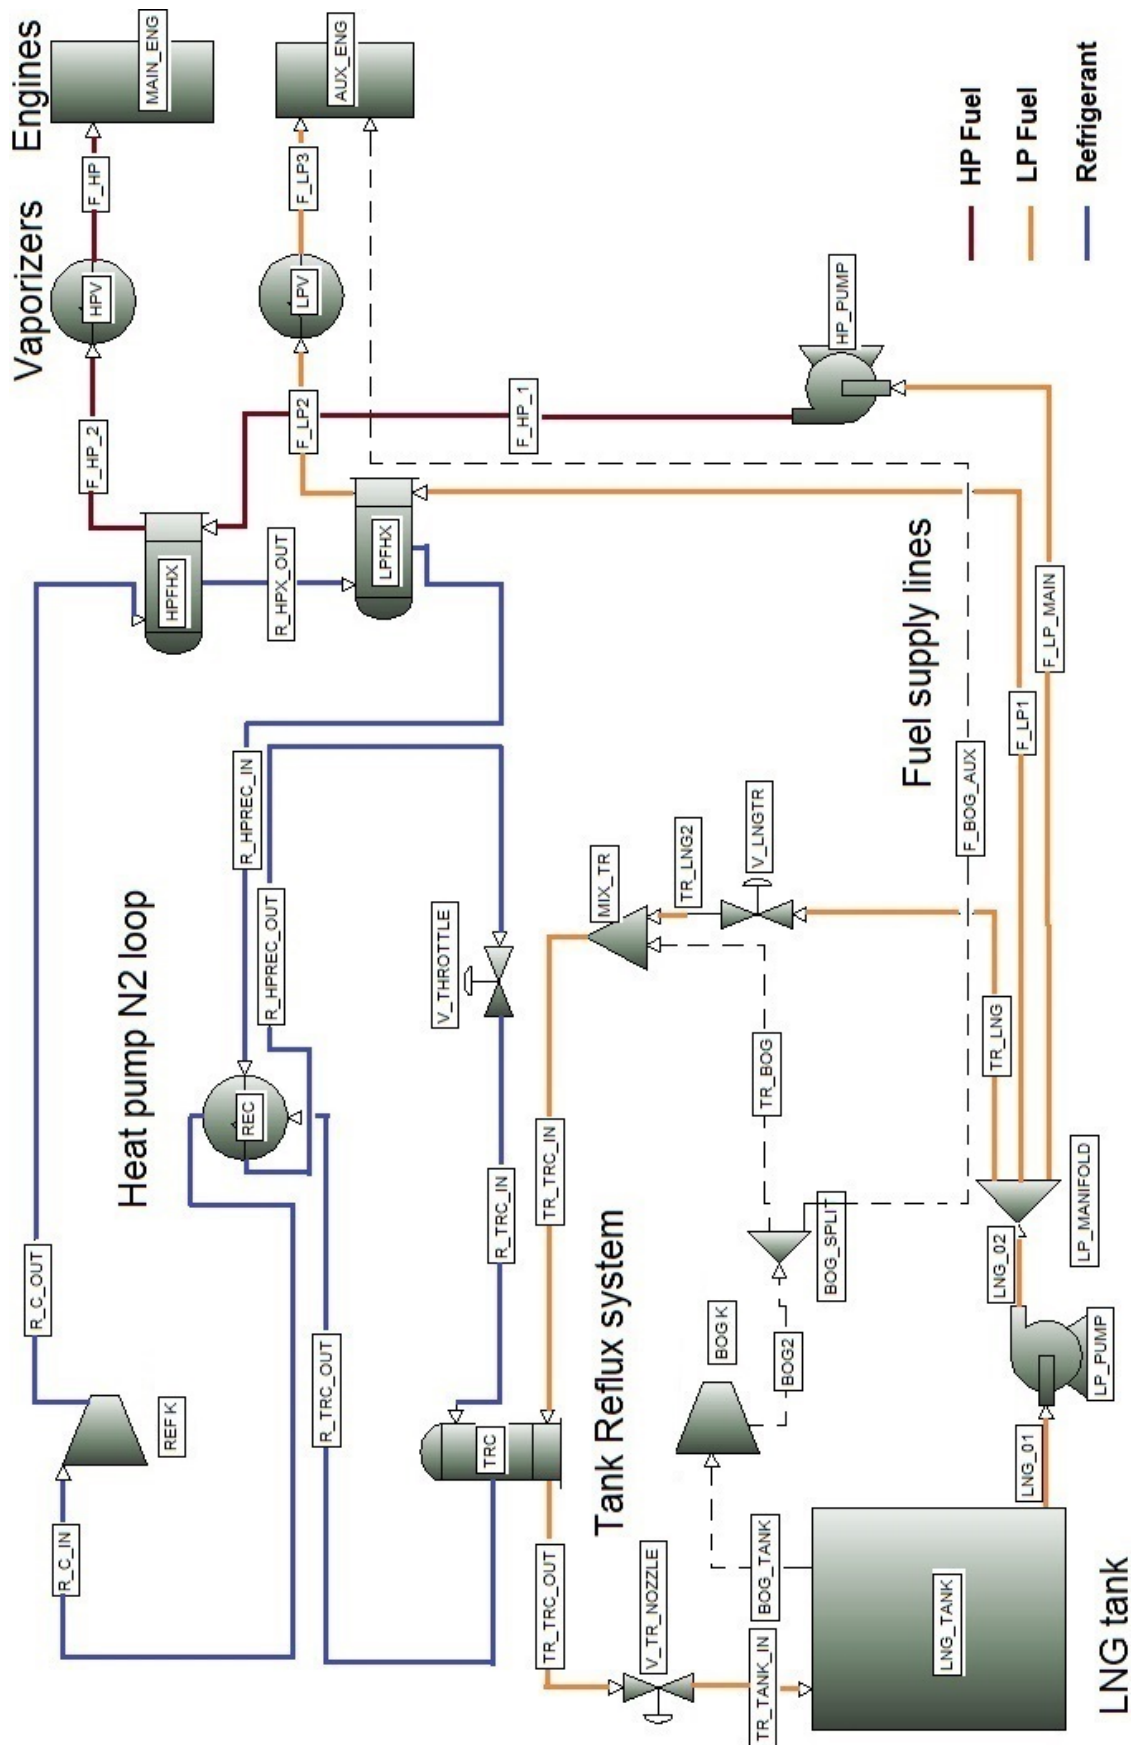 Engines
Vaporizers
MAIN_ENG
AUX_ENG
F_HP
F_LP3
HPV
LPV
F_HP_2
F_LP2
F_HP_1
HP_PUMP
HPFHX
R_HPX_OUT
LPFHX
HP Fuel
LP Fuel
Refrigerant
Heat pump N2 loop
R_HPREC_IN
R_HPREC_OUT
V_THROTTLE
REC
R_C_OUT
REFK
R_C_IN
R_TRC_OUT
R_TRC_IN
TRC
Fuel supply lines
F_LP_MAIN
F_LP1
F_BOG_AUX
V_LNGTR
TR_LNG2
MIX_TR
TR_LNG
TR_BOG
TR_TRC_IN
Tank Reflux system
BOG_SPLIT
LP_MANIFOLD
LNG_02
BOG2
BOGK
LP_PUMP
LNG_01
TR_TRC_OUT
V_TR_NOZZLE
BOG_TANK
TR_TANK_IN
LNG_TANK
LNG tank